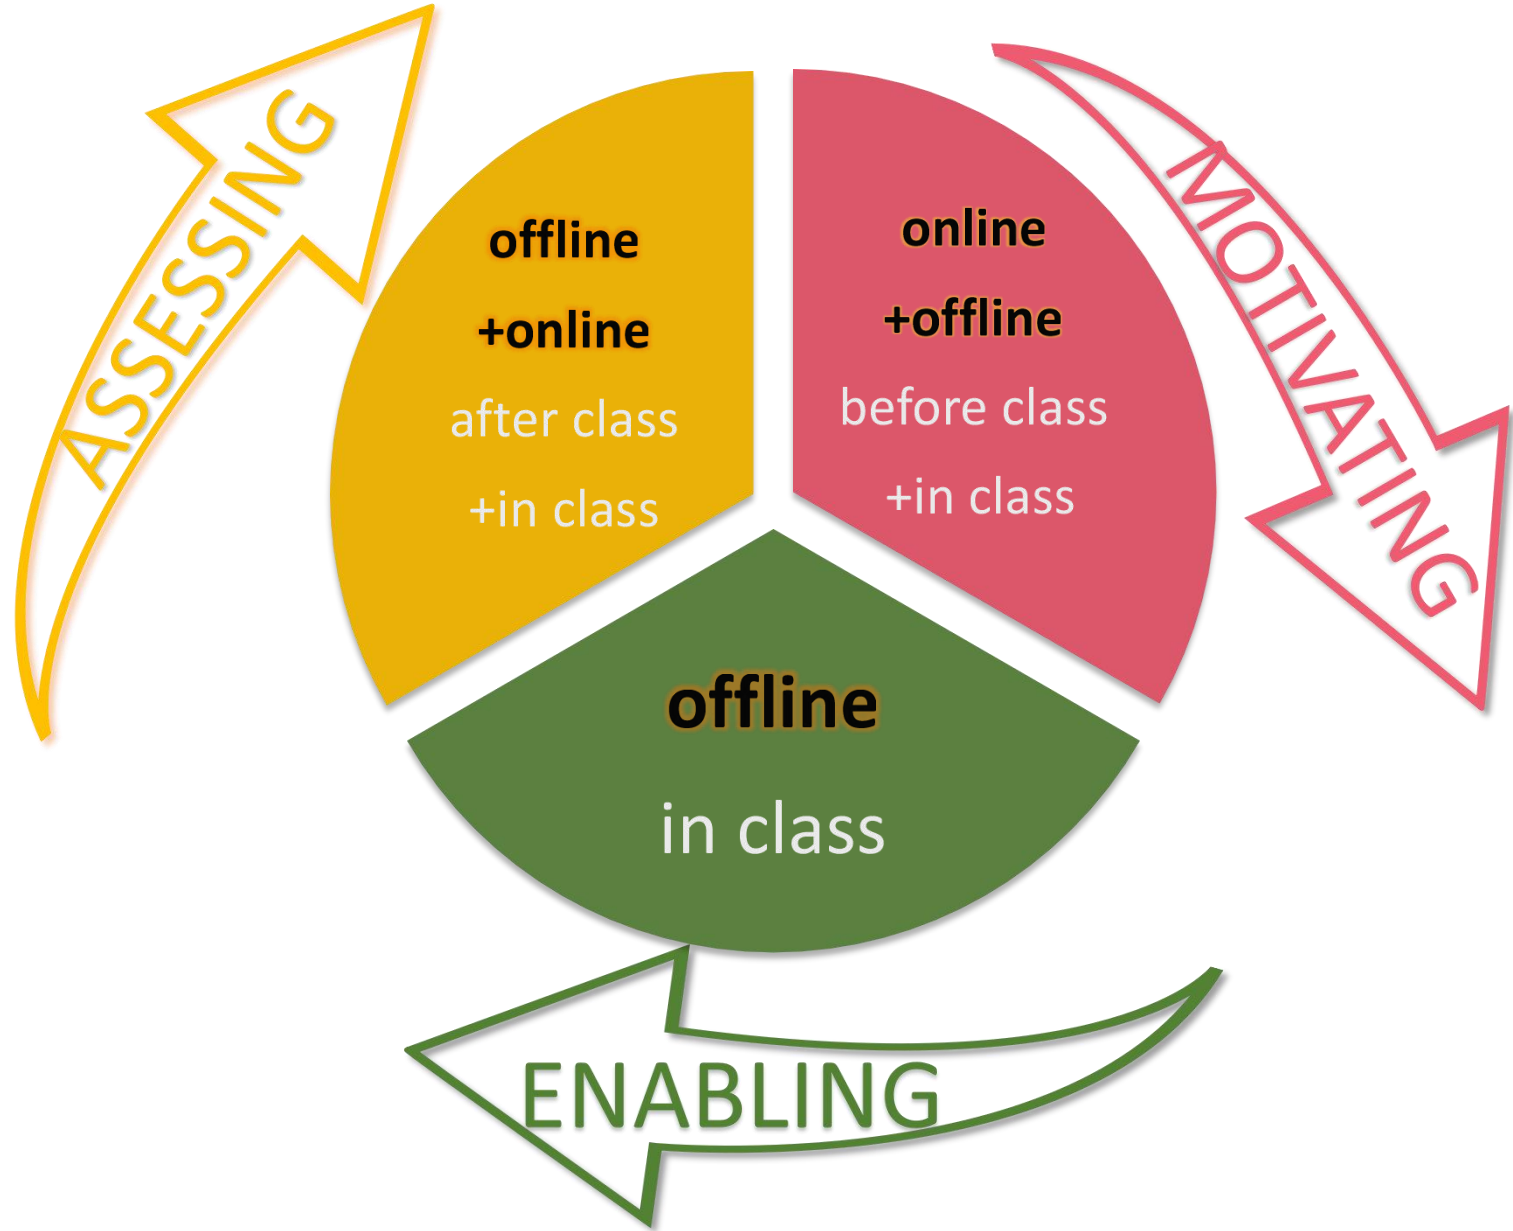 ASSESSING
offline
+online
after class
+in class
MOTIVATING
online
+offline
before class
+in class
offline
in class
ENABLING